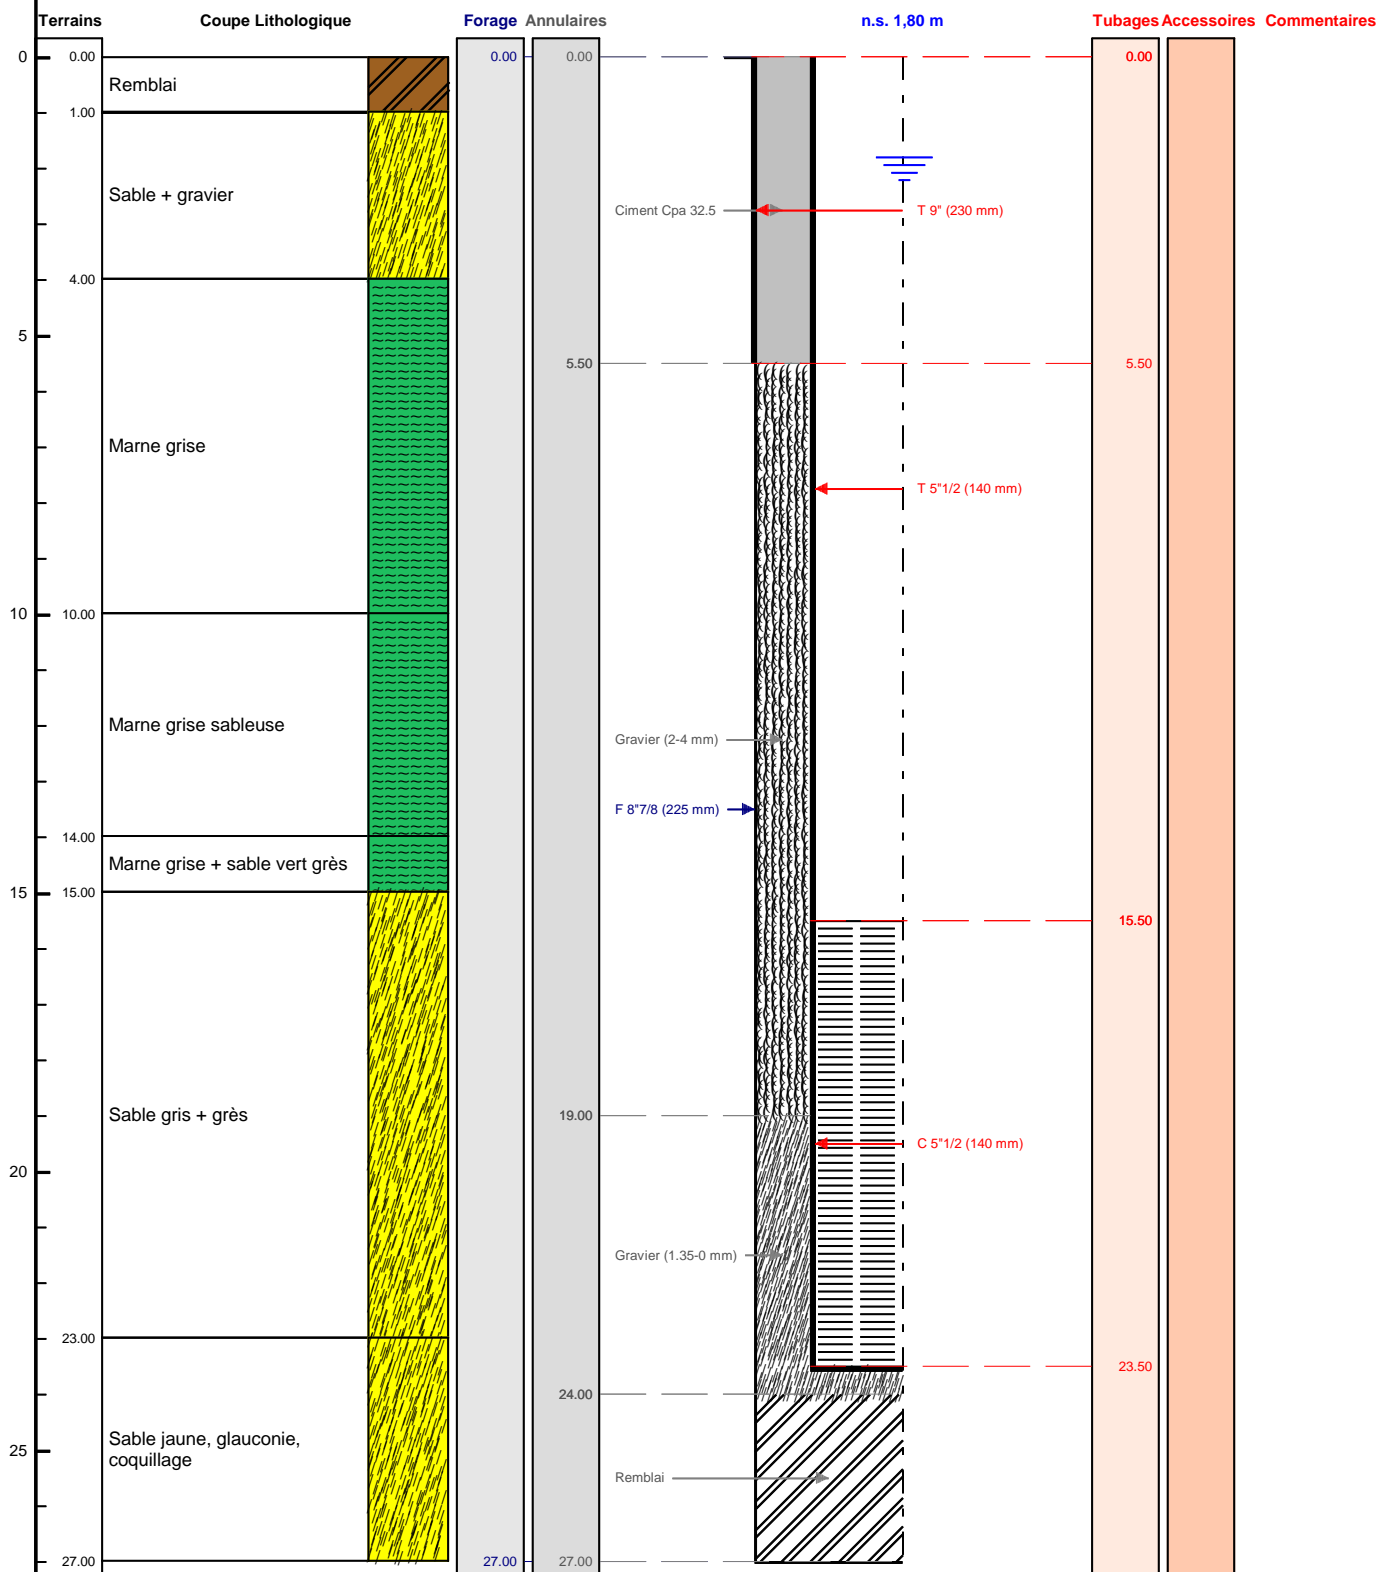 Terrains Coupe Lithologique Forage Annulaires n.s. 1,80 m Tubages Accessoires Commentaires
0 0.00 0.00 0.00 0.00
Remblai
1.00
Sable + gravier
Ciment Cpa 32.5 T 9" (230 mm)
4.00
5
5.50 5.50
Marne grise
T 5"1/2 (140 mm)
10 10.00
Marne grise sableuse
Gravier (2-4 mm)
F 8"7/8 (225 mm)
14.00
Marne grise + sable vert grès
15 15.00
15.50
Sable gris + grès
19.00
C 5"1/2 (140 mm)
20
Gravier (1.35-0 mm)
23.00
23.50
24.00
Sable jaune, glauconie,
coquillage
25
Remblai
27.00 27.00 27.00